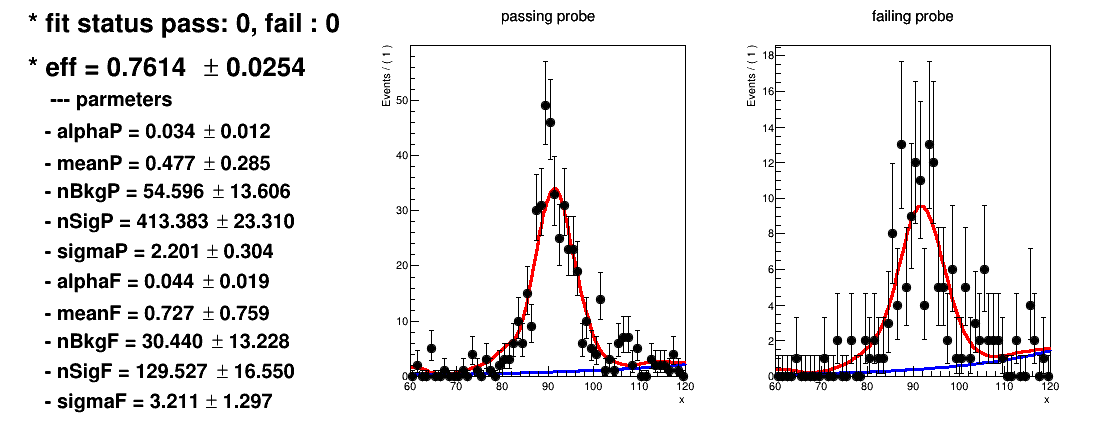 * fit status pass: 0, fail : 0
* eff = 0.7614 ± 0.0254
--- parmeters
- alphaP = 0.034 ± 0.012
- meanP = 0.477 ± 0.285
- nBkgP = 54.596 ± 13.606
- nSigP = 413.383 ± 23.310
- sigmaP = 2.201 ± 0.304
- alphaF = 0.044 ± 0.019
- meanF = 0.727 ± 0.759
- nBkgF = 30.440 ± 13.228
- nSigF = 129.527 ± 16.550
- sigmaF = 3.211 ± 1.297
passing probe
Events / ( 1 )
50
40
30
20
10
0
60 70 80 90 100 110 120
x
failing probe
Events / ( 1 )
18
16
14
12
10
8
6
4
2
0
60 70 80 90 100 110 120
x